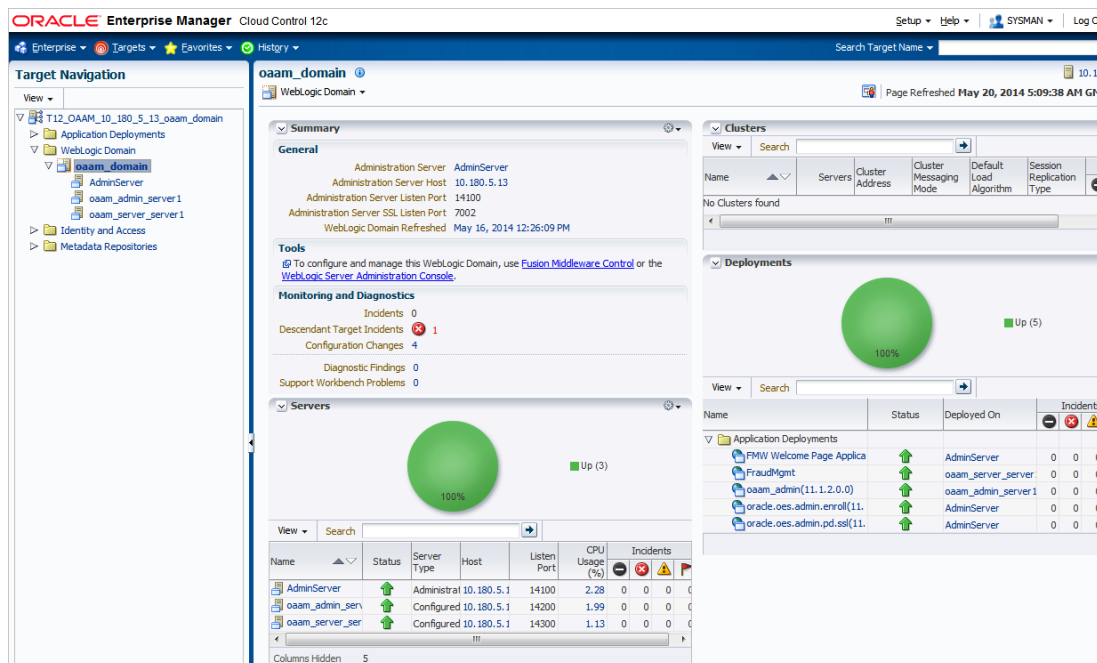 ORACLE Enterprise Manager Cloud Control 12c
Setup Help SYSMAN Log
Enterprise Targets Favorites History Search Target Name
Target Navigation
View
T12_OAAM_10_180_5_13_oaam_domain
Application Deployments
WebLogic Domain
oaam_domain
AdminServer
oaam_admin_server1
oaam_server_server1
Identity and Access
Metadata Repositories
oaam_domain
10.1
WebLogic Domain
Page Refreshed May 20, 2014 5:09:38 AM GM
Summary
General
Administration Server AdminServer
Administration Server Host 10.180.5.13
Administration Server Listen Port 14100
Administration Server SSL Listen Port 7002
WebLogic Domain Refreshed May 16, 2014 12:26:09 PM
Tools
To configure and manage this WebLogic Domain, use Fusion Middleware Control or the
WebLogic Server Administration Console.
Monitoring and Diagnostics
Incidents 0
Descendant Target Incidents 1
Configuration Changes 4
Diagnostic Findings 0
Support Workbench Problems 0
Servers
100%
Up (3)
View Search
Name Status Server Type Host Listen Port CPU Usage (%) Incidents
AdminServer Administrat 10.180.5.1 14100 2.28 0 0 0 0
oaam_admin_serv Configured 10.180.5.1 14200 1.99 0 0 0 0
oaam_server_ser Configured 10.180.5.1 14300 1.13 0 0 0 0
Columns Hidden 5
Clusters
View Search
Name Servers Cluster Address Cluster Messaging Mode Default Load Algorithm Session Replication Type
No Clusters found
Deployments
100%
Up (5)
View Search
Name Status Deployed On Incidents
Application Deployments
FMW Welcome Page Applica AdminServer 0 0 0
FraudMgmt oaam_server_server 0 0 0
oaam_admin(11.1.2.0.0) oaam_admin_server1 0 0 0
oracle.oes.admin.enroll(11. AdminServer 0 0 0
oracle.oes.admin.pd.ssl(11. AdminServer 0 0 0